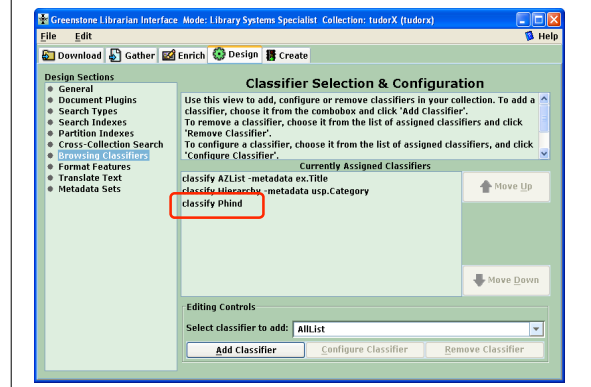 Greenstone Librarian Interface  Mode: Library Systems Specialist  Collection: tudorX (tudorx)
File Edit Help
Download Gather Enrich Design Create
Design Sections
General
Document Plugins
Search Types
Search Indexes
Partition Indexes
Cross-Collection Search
Browsing Classifiers
Format Features
Translate Text
Metadata Sets
Classifier Selection & Configuration
Use this view to add, configure or remove classifiers in your collection. To add a
classifier, choose it from the combobox and click 'Add Classifier'.
To remove a classifier, choose it from the list of assigned classifiers and click
'Remove Classifier'.
To configure a classifier, choose it from the list of assigned classifiers, and click
'Configure Classifier'.
Currently Assigned Classifiers
classify AZList -metadata ex.Title
classify Hierarchy -metadata usp.Category
classify Phind
Move Up
Move Down
Editing Controls
Select classifier to add: AllList
Add Classifier Configure Classifier Remove Classifier